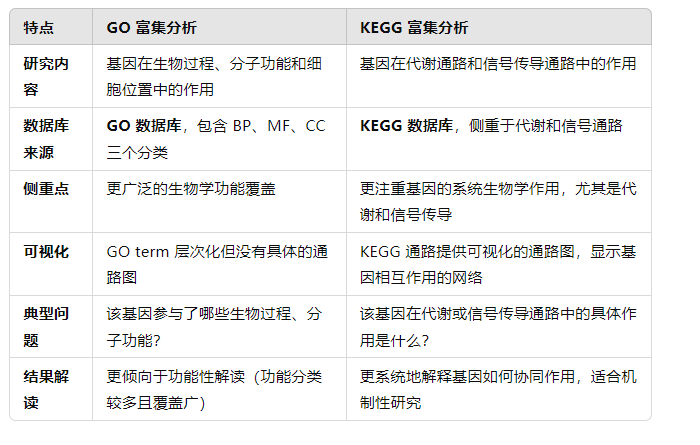 特点 GO 富集分析 KEGG 富集分析
研究内 基因在生物过程、分子功能和细 基因在代谢通路和信号传导通路中的作用
容 胞位置中的作用
数据库 GO 数据库，包含 BP、MF、CC KEGG 数据库，侧重于代谢和信号通路
来源 三个分类
侧重点 更广泛的生物学功能覆盖 更注重基因的系统生物学作用，尤其是代
谢和信号传导
可视化 GO term 层次化但没有具体的通 KEGG 通路提供可视化的通路图，显示基
路图 因相互作用的网络
典型问 该基因参与了哪些生物过程、分 该基因在代谢或信号传导通路中的具体作
题 子功能？ 用是什么？
结果解 更倾向于功能性解读（功能分类 更系统地解释基因如何协同作用，适合机
读 较多且覆盖广） 制性研究